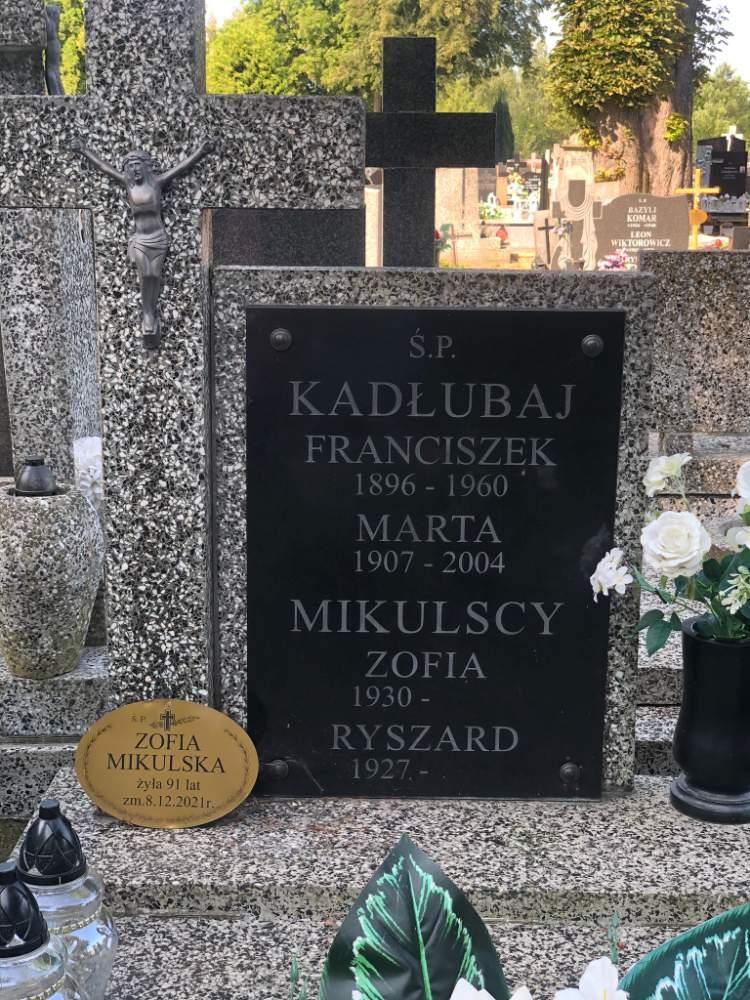 Ś.P.
KADŁUBAJ
FRANCISZEK
1896 - 1960
MARTA
1907 - 2004
MIKULSCY
ZOFIA
1930 -
RYSZARD
1927 -
Ś.P.
ZOFIA
MIKULSKA
żyła 91 lat
zm.8.12.2021r.
BAZYLI
KOMAR
LEON
WIKTOROWICZ